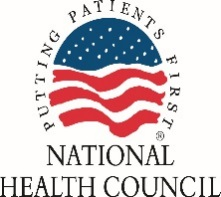 PUTTING PATIENTS FIRST
®
NATIONAL
HEALTH COUNCIL